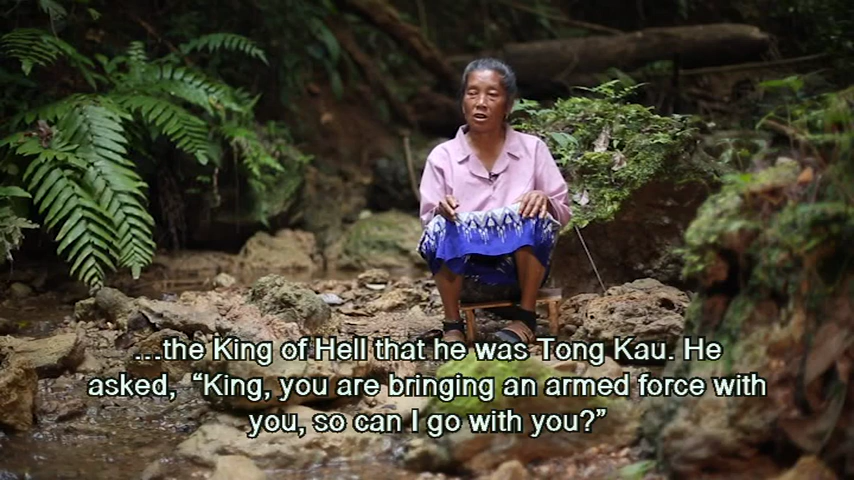 ...the King of Hell that he was Tong Kau. He
asked, “King, you are bringing an armed force with
you, so can I go with you?”